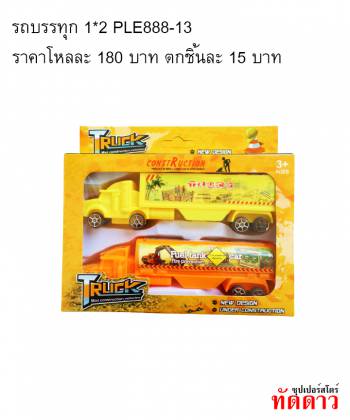 รถบรรทุก 1*2 PLE888-13
ราคาโหลละ 180 บาท ตกชิ้นละ 15 บาท
TRUCK
NEW DESIGN
CONSTRUCTION
3+
AGES
Fuel tank car
TRUCK
NEW DESIGN
UNDER CONSTRUCTION
ซุปเปอร์สโตร์
ทัดดาว